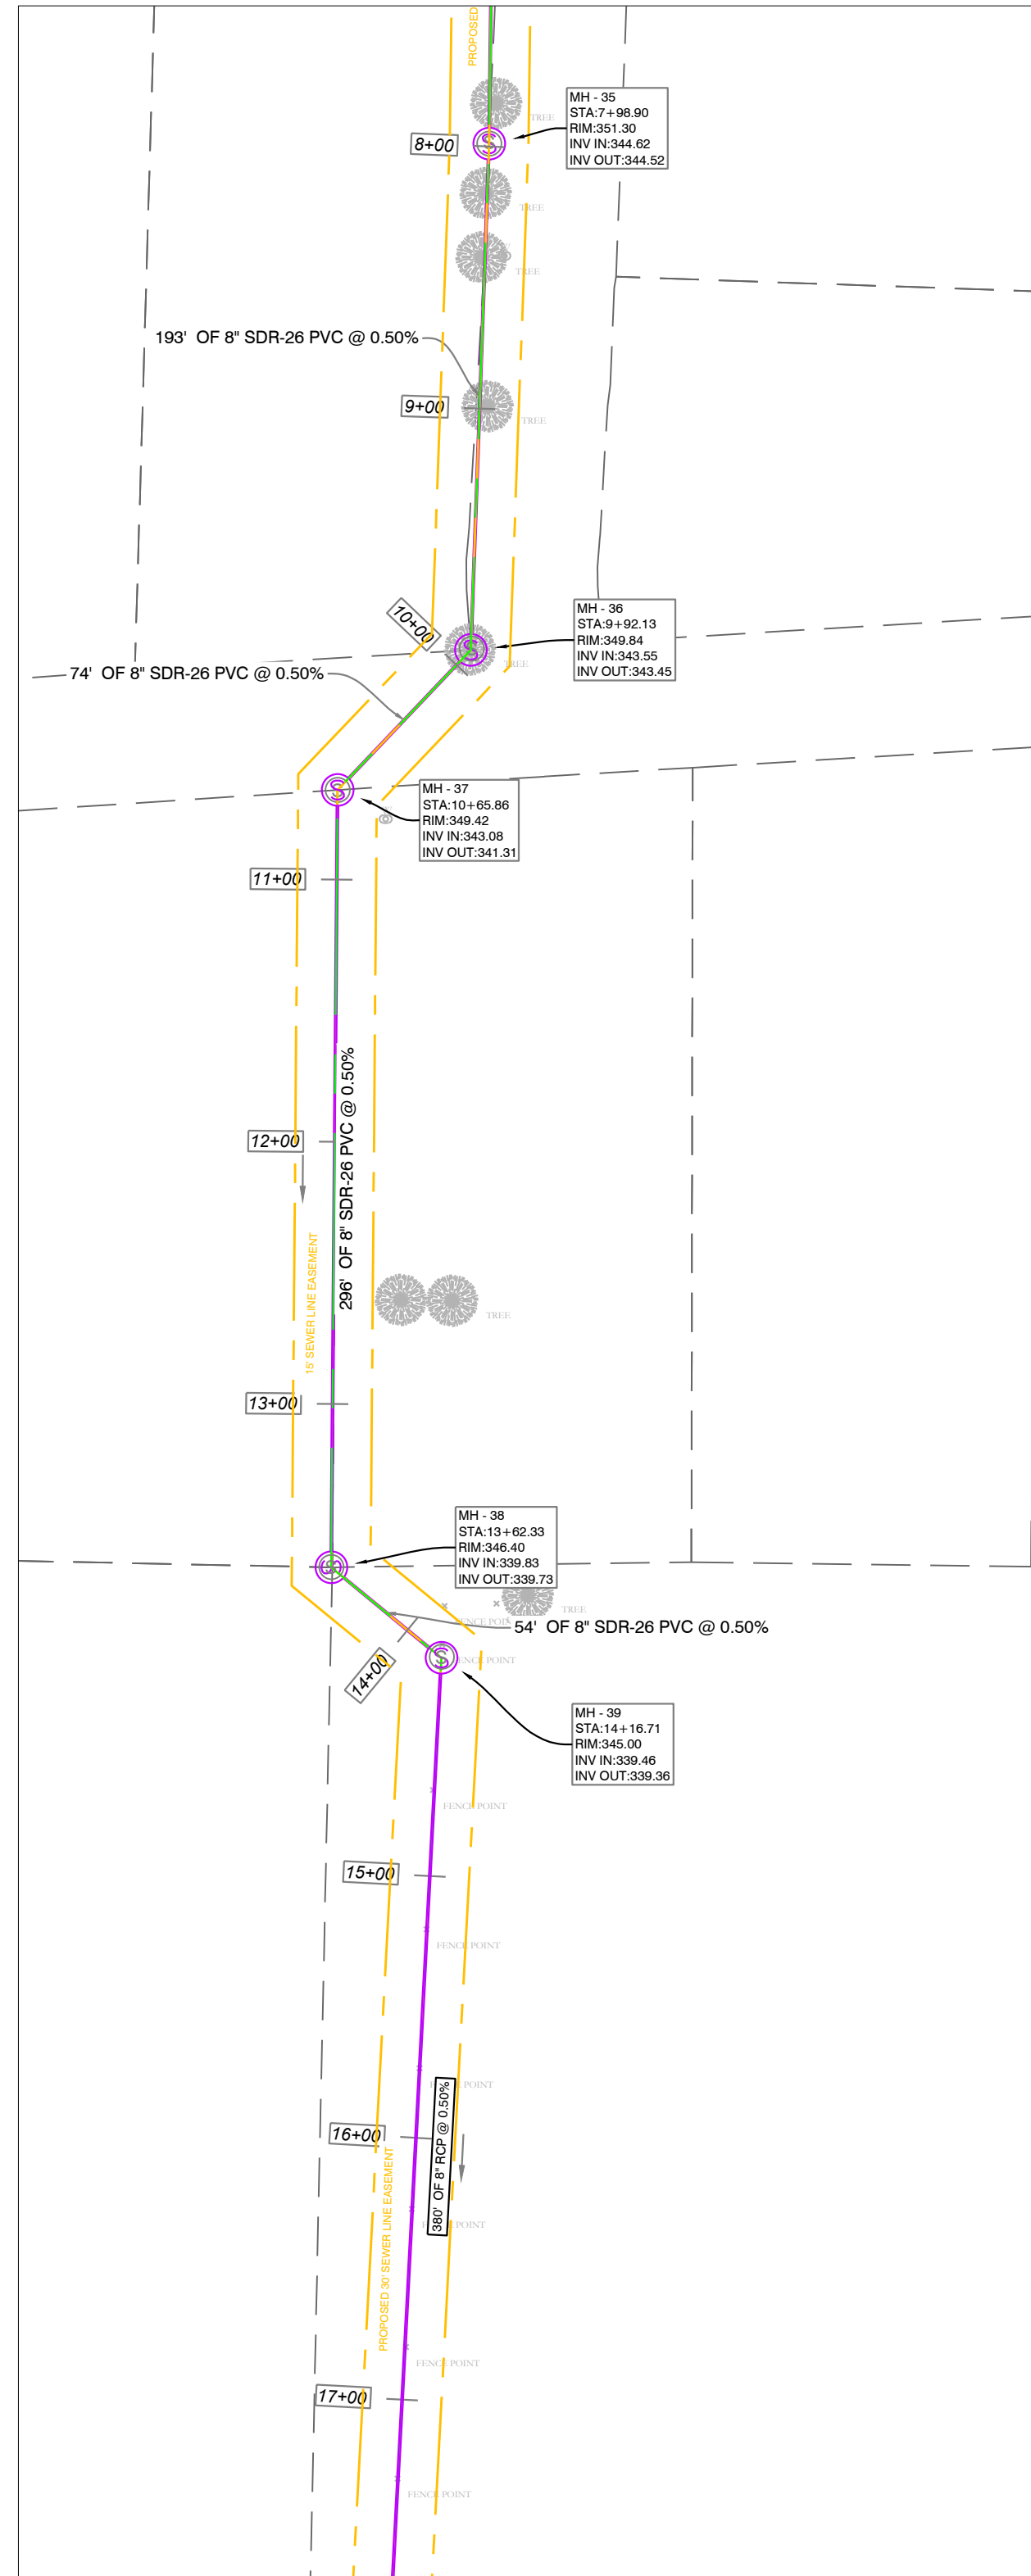 PROPOSED
MH - 35
STA:7+98.90
RIM:351.30
INV IN:344.62
INV OUT:344.52
TREE
8+00
TREE
TREE
193' OF 8" SDR-26 PVC @ 0.50%
9+00
TREE
10+00
MH - 36
STA:9+92.13
RIM:349.84
INV IN:343.55
INV OUT:343.45
TREE
74' OF 8" SDR-26 PVC @ 0.50%
MH - 37
STA:10+65.86
RIM:349.42
INV IN:343.08
INV OUT:341.31
11+00
296' OF 8" SDR-26 PVC @ 0.50%
12+00
15' SEWER LINE EASEMENT
TREE
13+00
MH - 38
STA:13+62.33
RIM:346.40
INV IN:339.83
INV OUT:339.73
TREE
FENCE POINT
54' OF 8" SDR-26 PVC @ 0.50%
FENCE POINT
14+00
MH - 39
STA:14+16.71
RIM:345.00
INV IN:339.46
INV OUT:339.36
FENCE POINT
15+00
FENCE POINT
FENCE POINT
16+00
380' OF 8" RCP @ 0.50%
PROPOSED 30' SEWER LINE EASEMENT
POINT
FENCE POINT
17+00
FENCE POINT